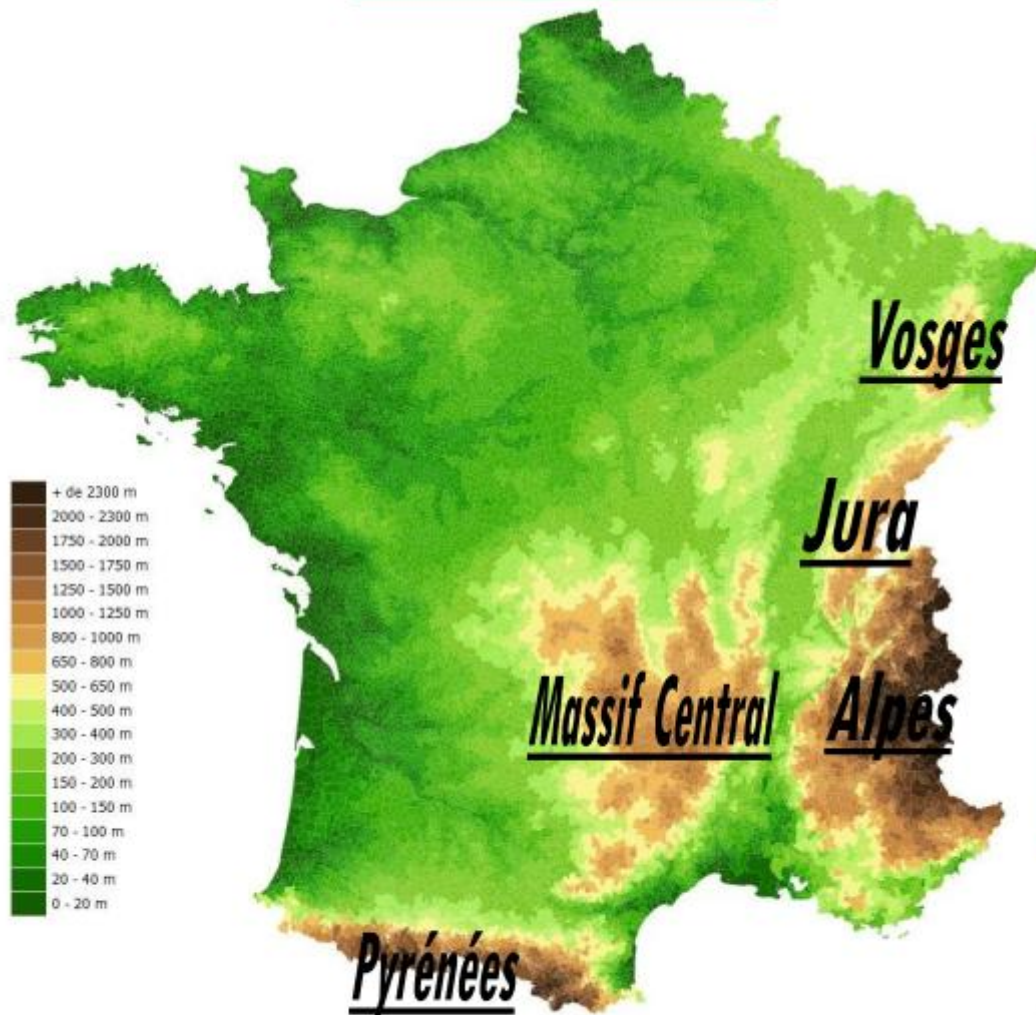 Vosges
Jura
+ de 2300 m
2000 - 2300 m
1750 - 2000 m
1500 - 1750 m
1250 - 1500 m
1000 - 1250 m
800 - 1000 m
650 - 800 m
500 - 650 m
400 - 500 m
300 - 400 m
200 - 300 m
150 - 200 m
100 - 150 m
70 - 100 m
40 - 70 m
20 - 40 m
0 - 20 m
Massif Central
Alpes
Pyrénées